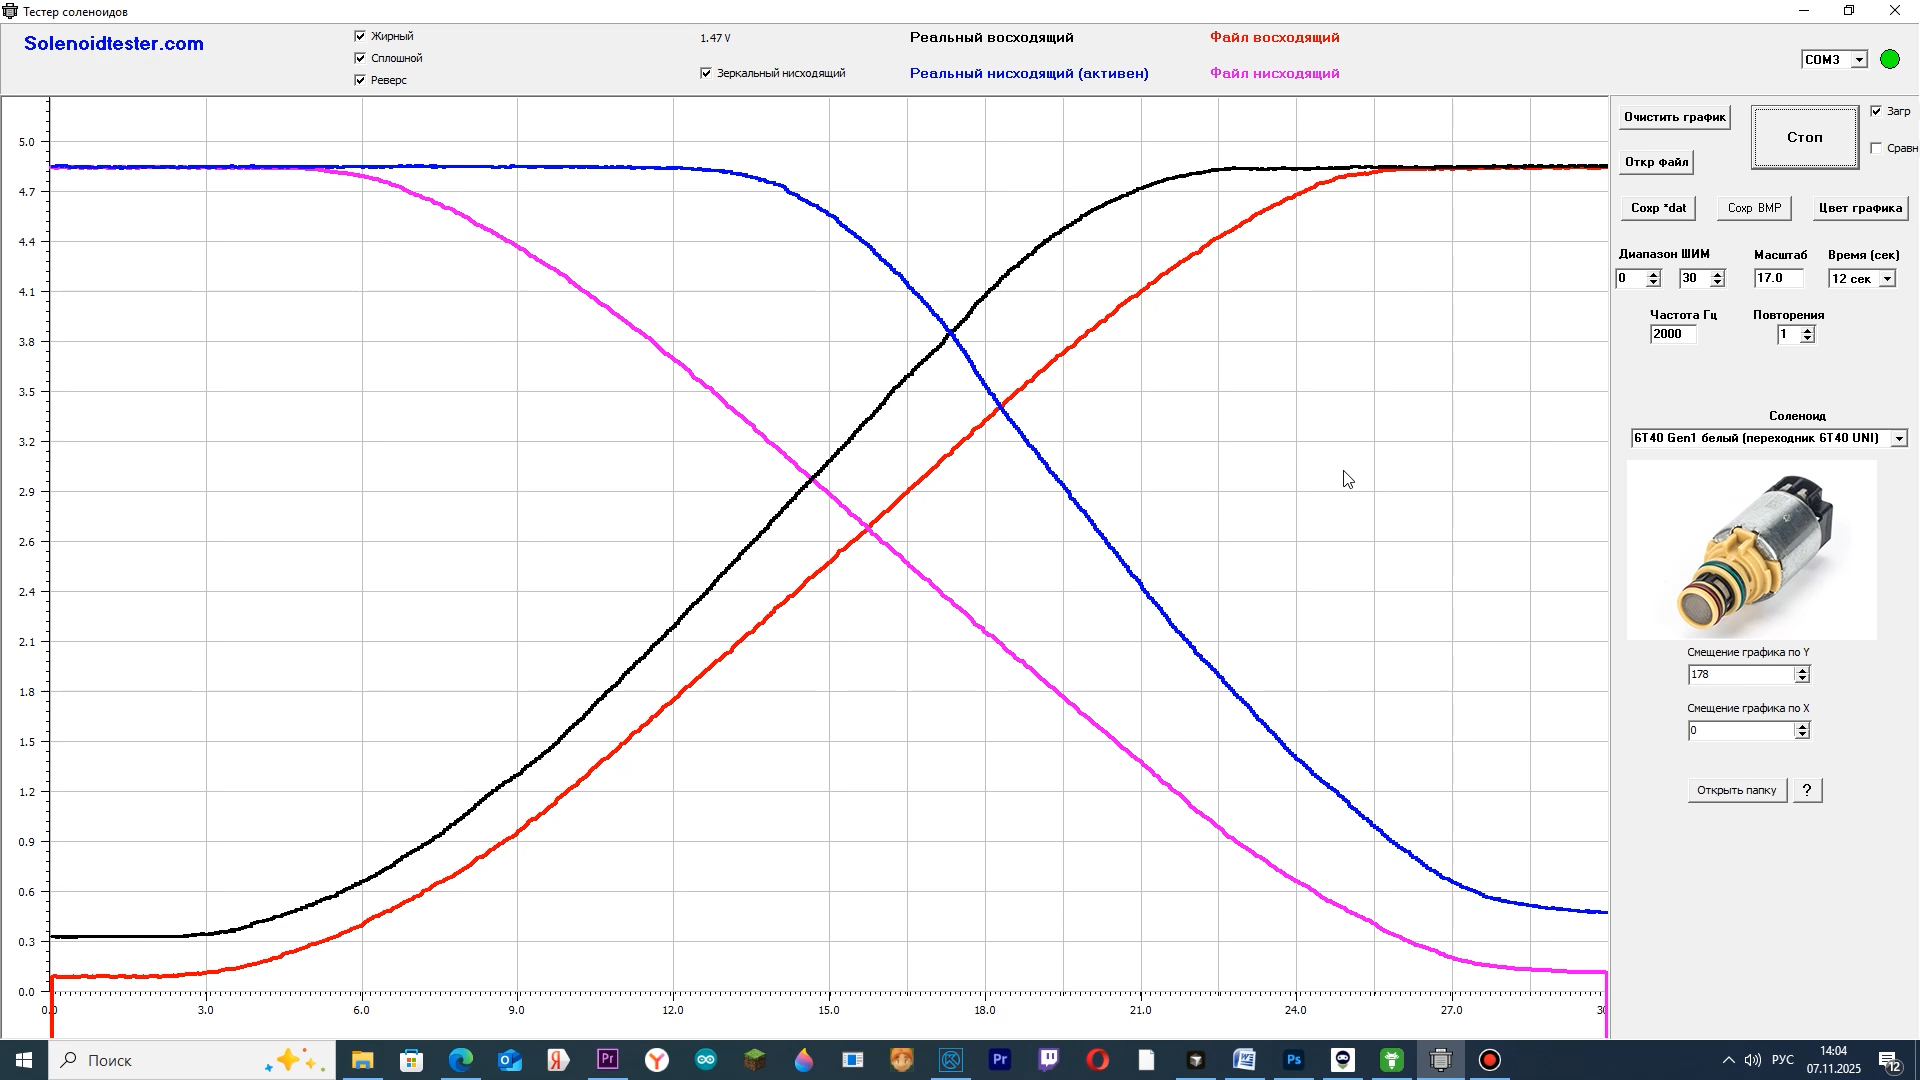 Тестер соленоидов
Solenoidtester.com
Жирный
Сплошной
Реверс
1.47 V
Зеркальный нисходящий
Реальный восходящий
Реальный нисходящий (активен)
Файл восходящий
Файл нисходящий
COM3
Очистить график
Стоп
Загр
Сравн
Откр файл
Сохр *dat
Сохр BMP
Цвет графика
Диапазон ШИМ
Масштаб
Время (сек)
0
30
17.0
12 сек
Частота Гц
Повторения
2000
1
Соленоид
6T40 Gen1 белый (переходник 6T40 UNI)
Смещение графика по Y
178
Смещение графика по X
0
Открыть папку
?
5.0
4.7
4.4
4.1
3.8
3.5
3.2
2.9
2.6
2.4
2.1
1.8
1.5
1.2
0.9
0.6
0.3
0.0
3.0
6.0
9.0
12.0
15.0
18.0
21.0
24.0
27.0
Поиск
РУС
14:04
07.11.2025
12